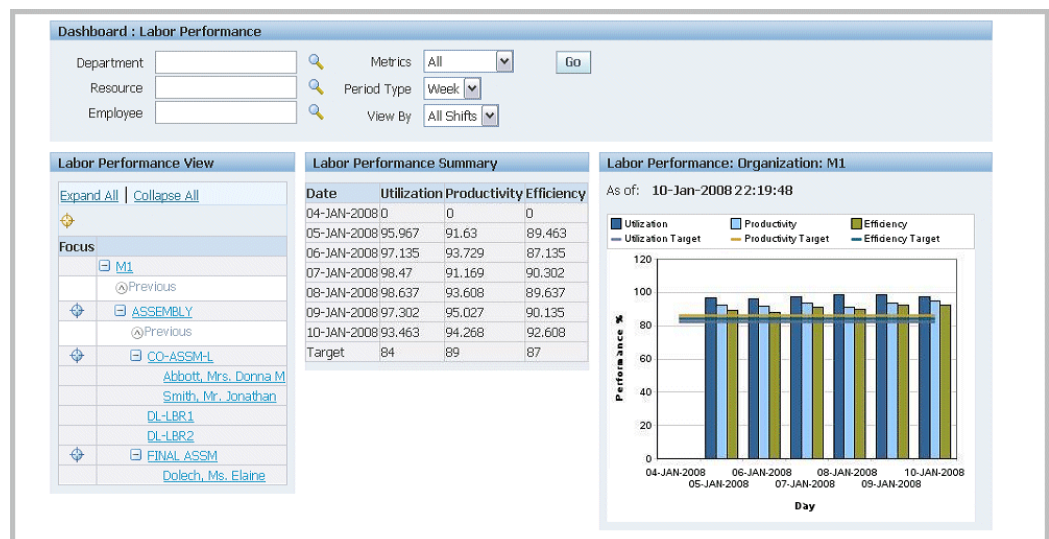 Dashboard : Labor Performance
Department
Metrics All
Go
Resource
Period Type Week
Employee
View By All Shifts
Labor Performance View
Expand All | Collapse All
Focus
M1
Previous
ASSEMBLY
Previous
CO-ASSM-L
Abbott, Mrs. Donna M
Smith, Mr. Jonathan
DL-LBR1
DL-LBR2
FINAL ASSM
Dolech, Ms. Elaine
Labor Performance Summary
Date Utilization Productivity Efficiency
04-JAN-2008 0 0 0
05-JAN-2008 95.967 91.63 89.463
06-JAN-2008 97.135 93.729 87.135
07-JAN-2008 98.47 91.169 90.302
08-JAN-2008 98.637 93.608 89.637
09-JAN-2008 97.302 95.027 90.135
10-JAN-2008 93.463 94.268 92.608
Target 84 89 87
Labor Performance: Organization: M1
As of: 10-Jan-2008 22:19:48
Utilization Productivity Efficiency
Utilization Target Productivity Target Efficiency Target
Performance %
120
100
80
60
40
20
0
04-JAN-2008 06-JAN-2008 08-JAN-2008 10-JAN-2008
05-JAN-2008 07-JAN-2008 09-JAN-2008
Day